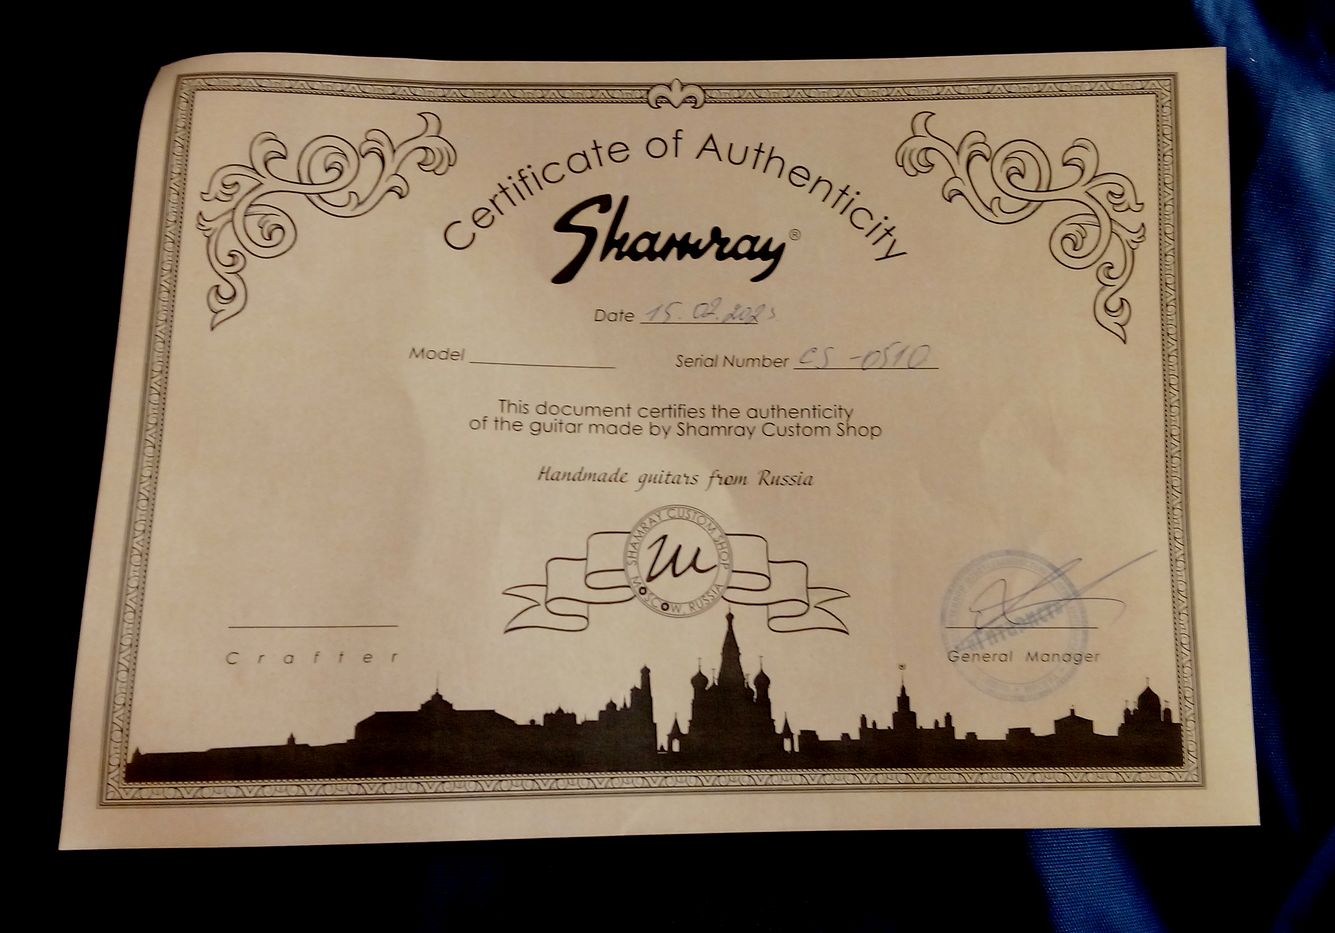 Certificate of Authenticity
Shamray®
Date 15.02.2023
Model
Serial Number CS-0510
This document certifies the authenticity
of the guitar made by Shamray Custom Shop
Handmade guitars from Russia
SHAMRAY CUSTOM SHOP
MOSCOW RUSSIA
Crafter
General Manager